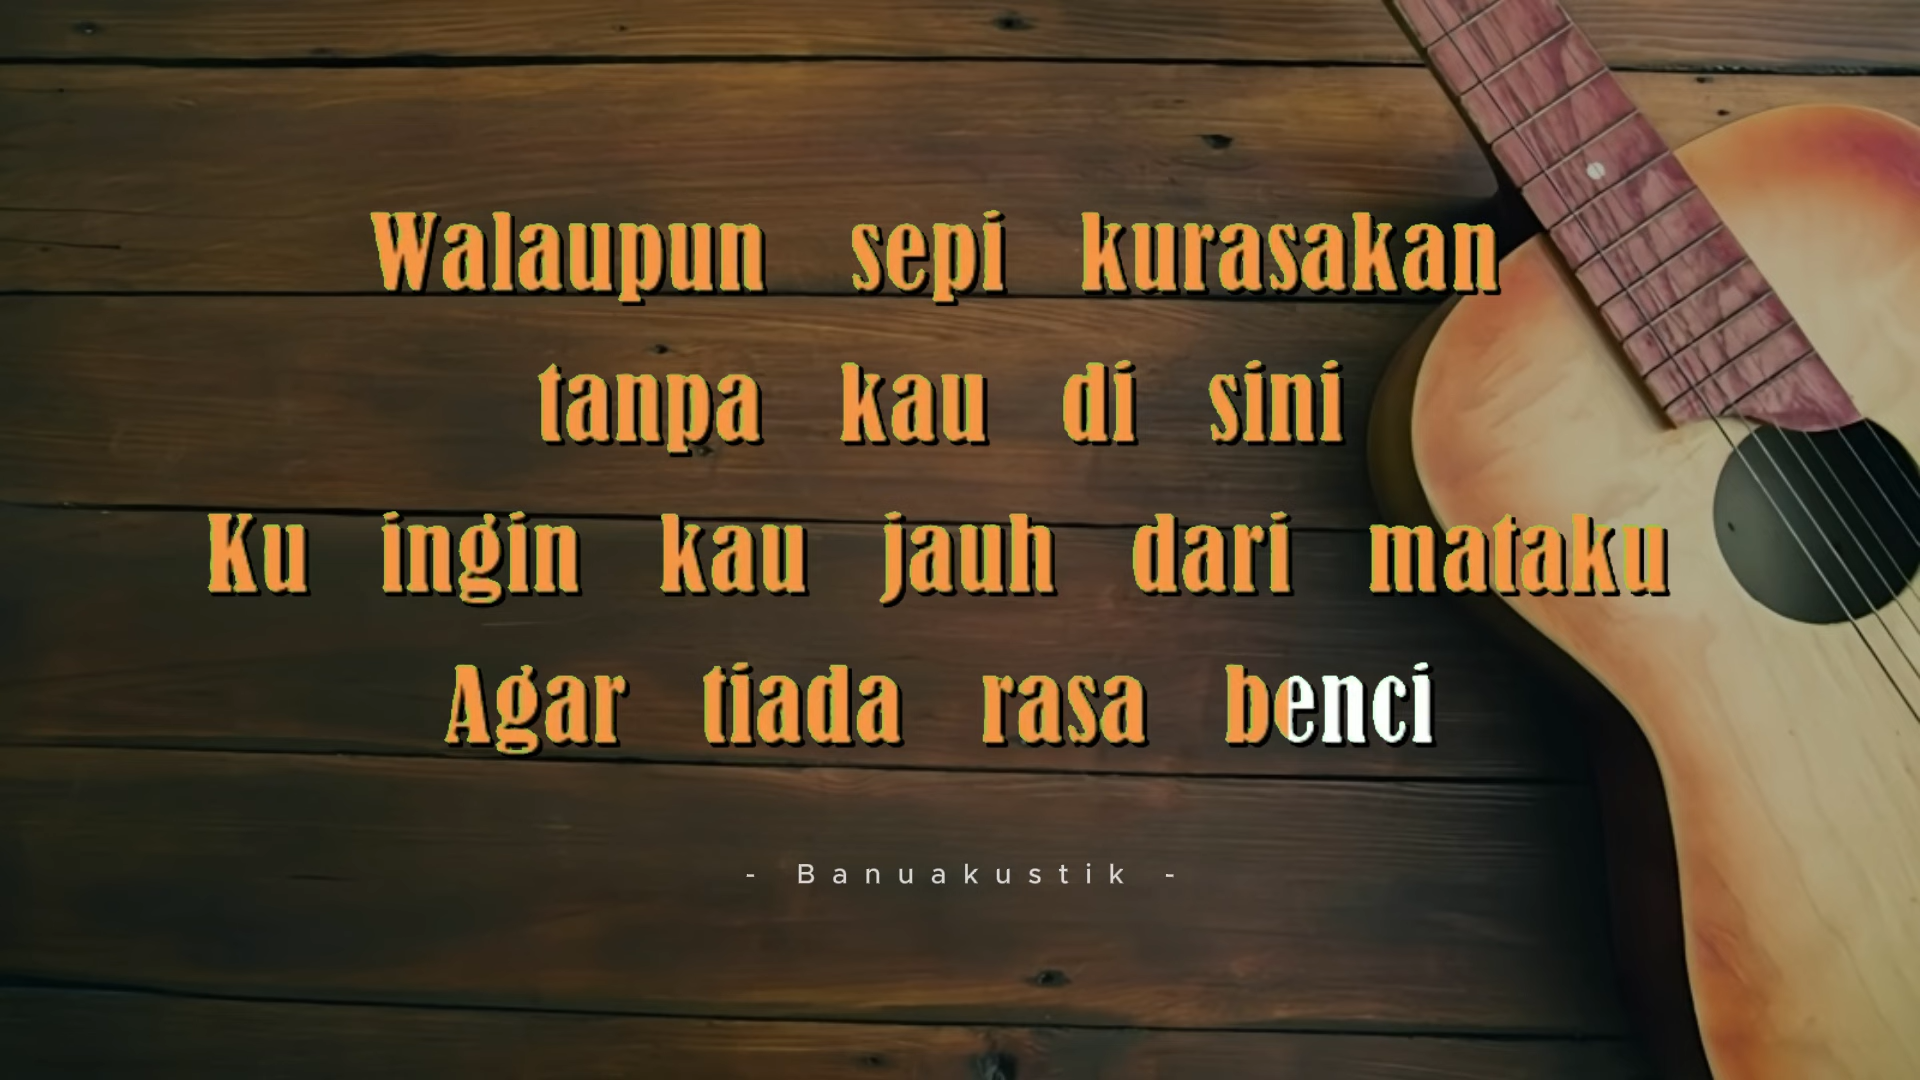 Walaupun sepi kurasakan
tanpa kau di sini
Ku ingin kau jauh dari mataku
Agar tiada rasa benci
- Banuakustik -